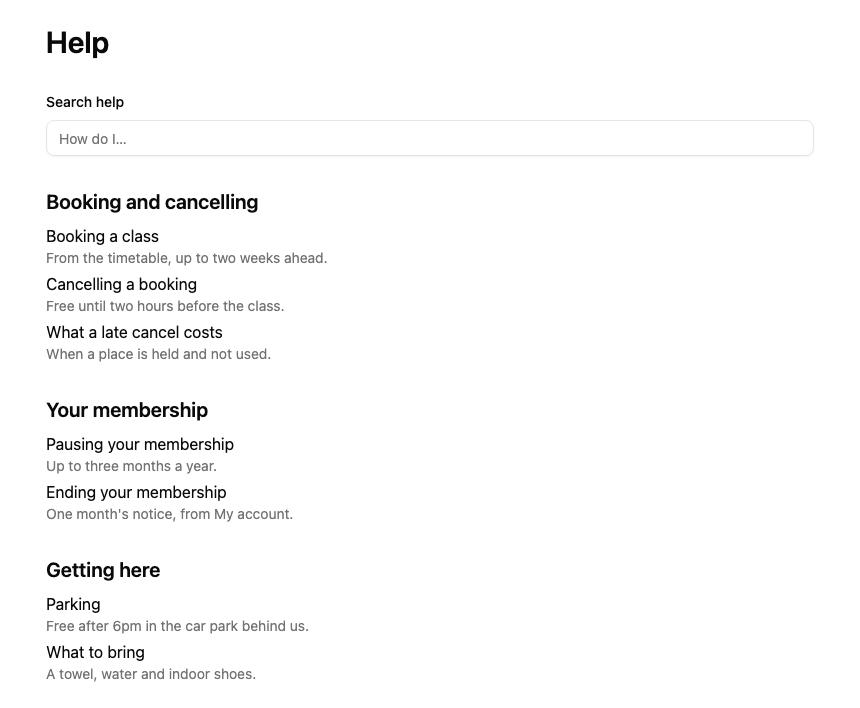 Help
Search help
How do I...
Booking and cancelling
Booking a class
From the timetable, up to two weeks ahead.
Cancelling a booking
Free until two hours before the class.
What a late cancel costs
When a place is held and not used.
Your membership
Pausing your membership
Up to three months a year.
Ending your membership
One month's notice, from My account.
Getting here
Parking
Free after 6pm in the car park behind us.
What to bring
A towel, water and indoor shoes.